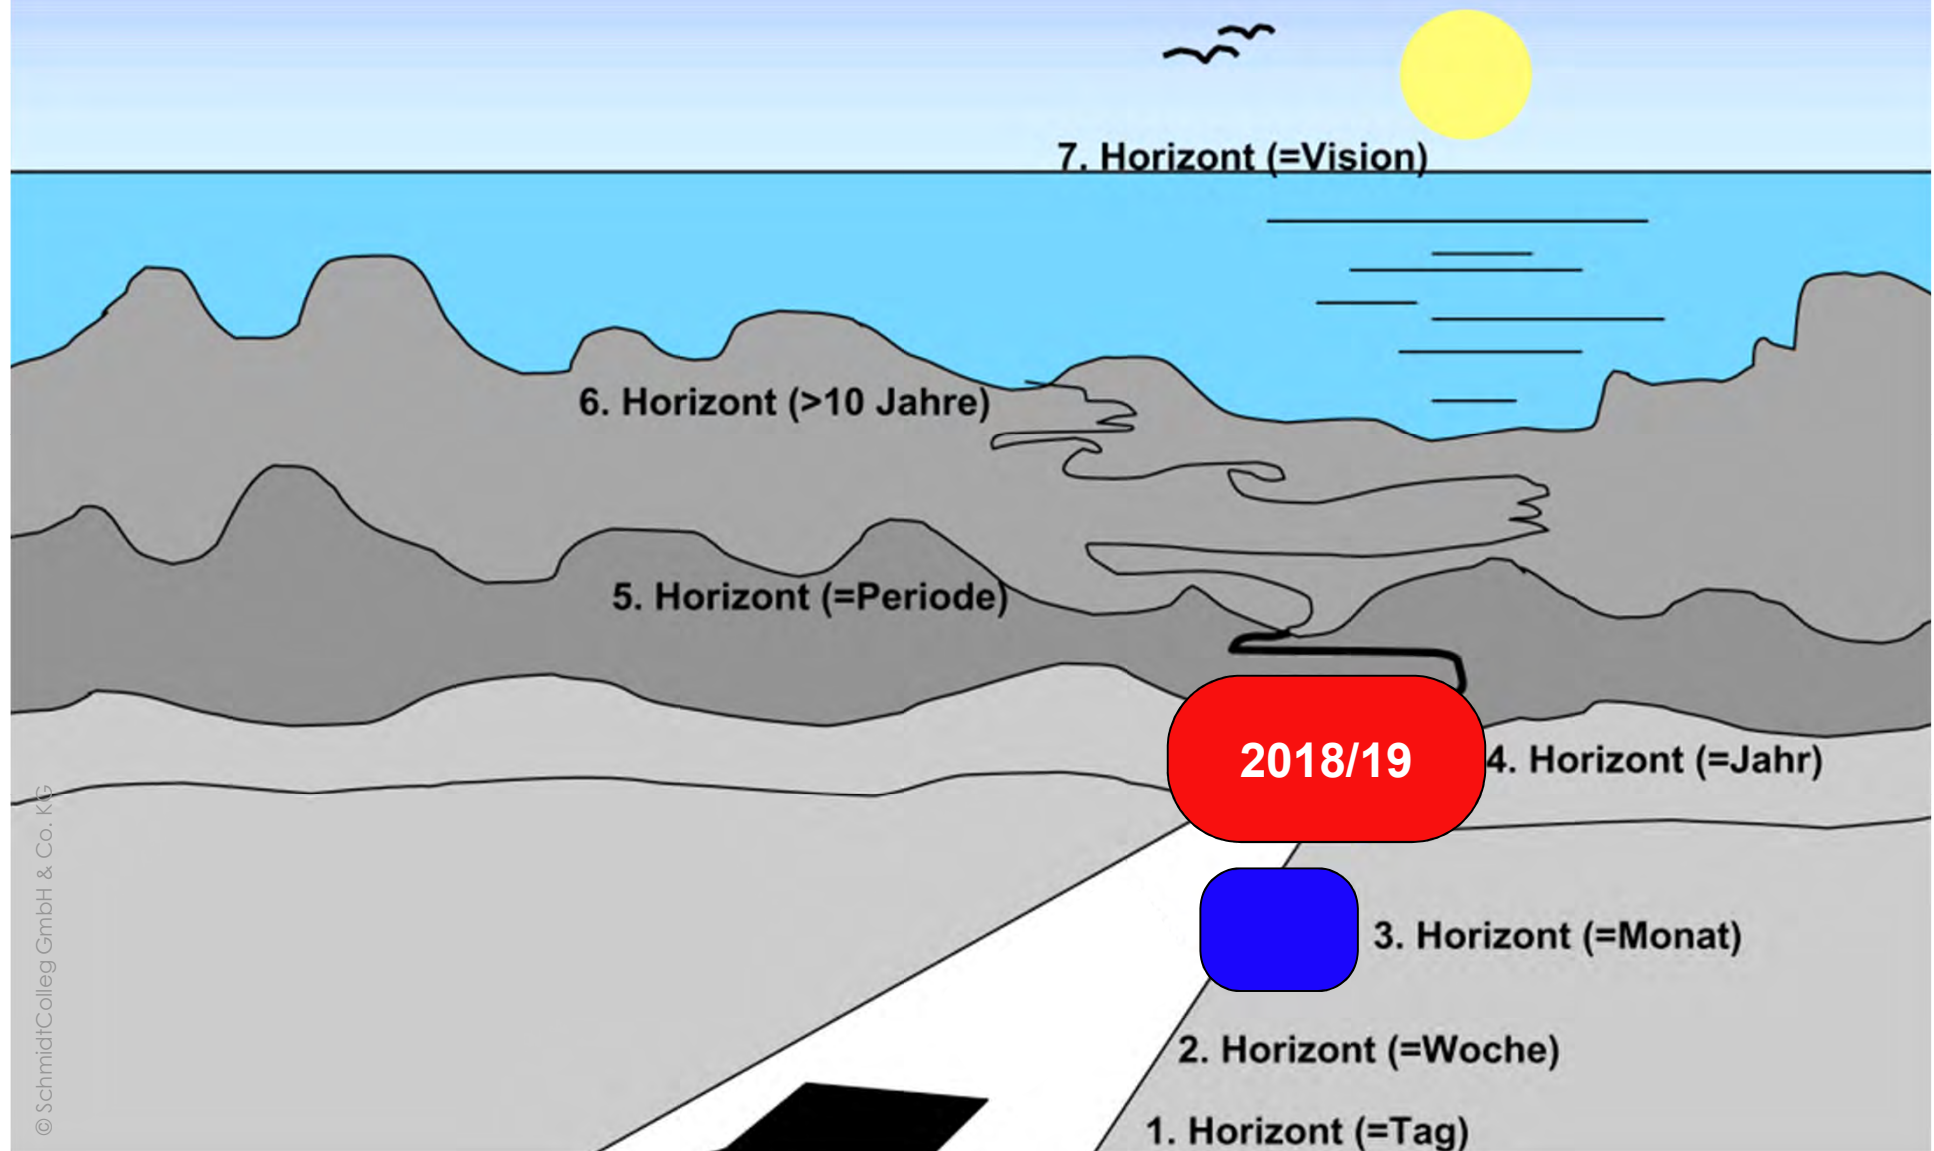 7. Horizont (=Vision)
6. Horizont (>10 Jahre)
5. Horizont (=Periode)
2018/19
4. Horizont (=Jahr)
3. Horizont (=Monat)
2. Horizont (=Woche)
1. Horizont (=Tag)
© SchmidtColleg GmbH & Co. KG